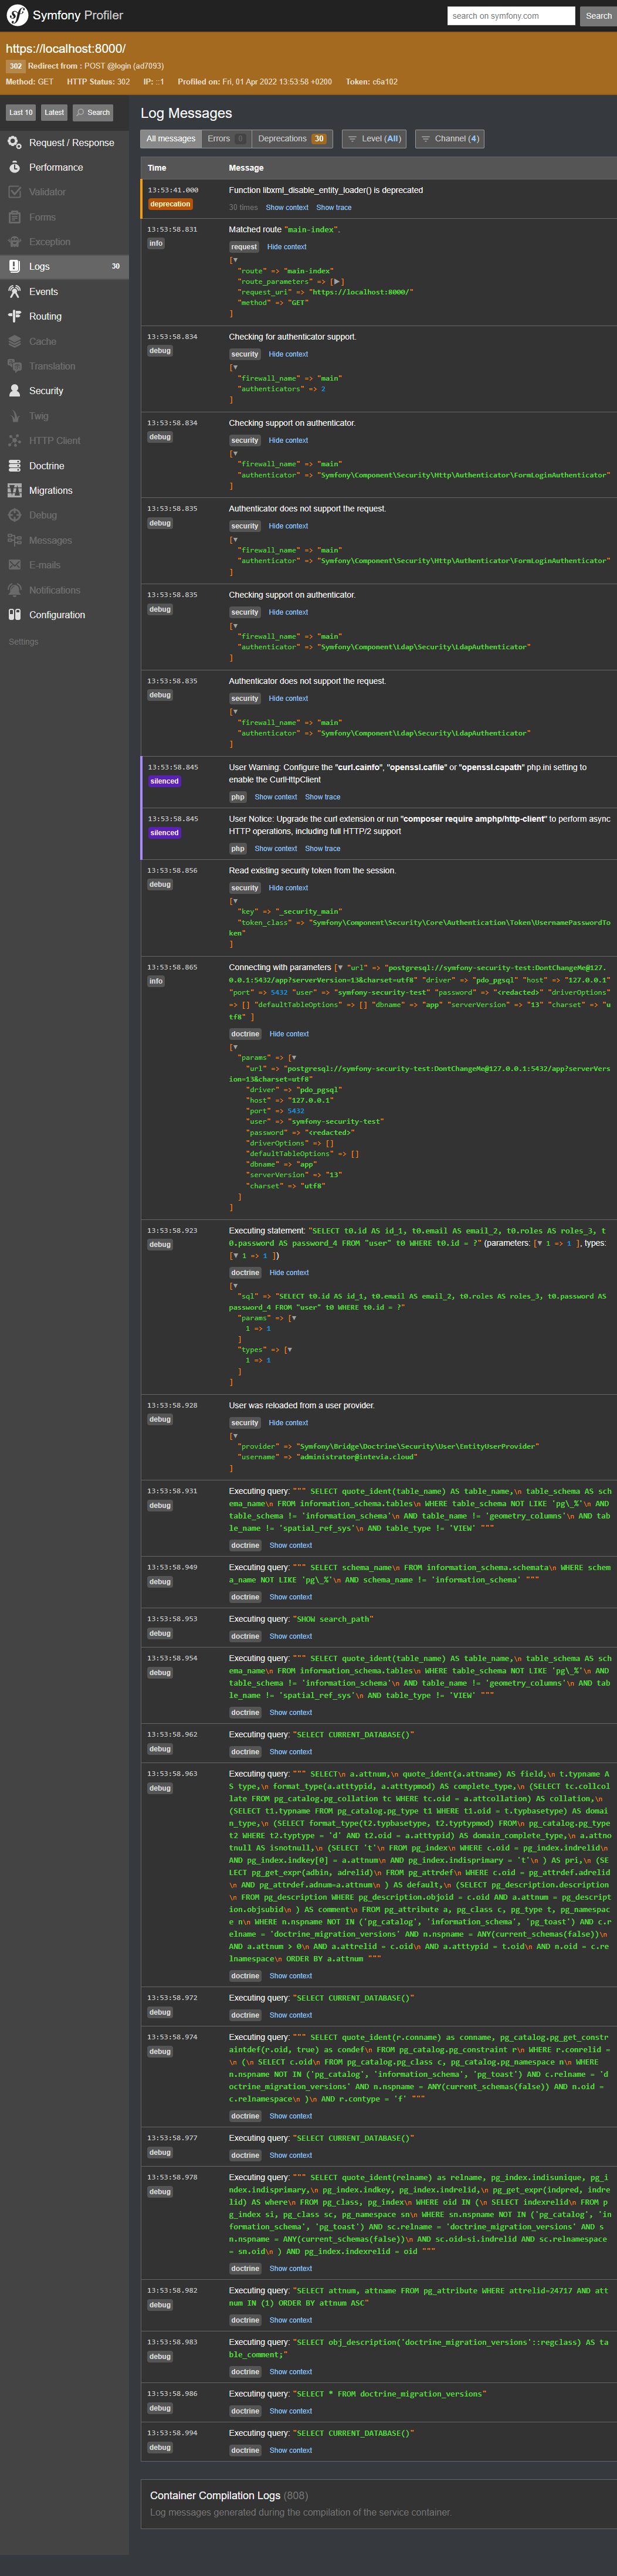 Symfony Profiler
search on symfony.com
Search
https://localhost:8000/
302 Redirect from : POST @login (ad7093)
Method: GET HTTP Status: 302 IP: ::1 Profiled on: Fri, 01 Apr 2022 13:53:58 +0200 Token: c6a102
Last 10 Latest Search
Request / Response
Performance
Validator
Forms
Exception
Logs 30
Events
Routing
Cache
Translation
Security
Twig
HTTP Client
Doctrine
Migrations
Debug
Messages
E-mails
Notifications
Configuration
Settings
Log Messages
All messages Errors 0 Deprecations 30 Level (All) Channel (4)
Time Message
13:53:41.000 Function libxml_disable_entity_loader() is deprecated
deprecation 30 times Show context Show trace
13:53:58.831 Matched route "main-index".
info request Hide context
[▼
"route" => "main-index"
"route_parameters" => [▶]
"request_uri" => "https://localhost:8000/"
"method" => "GET"
]
13:53:58.834 Checking for authenticator support.
debug security Hide context
[▼
"firewall_name" => "main"
"authenticators" => 2
]
13:53:58.834 Checking support on authenticator.
debug security Hide context
[▼
"firewall_name" => "main"
"authenticator" => "Symfony\Component\Security\Http\Authenticator\FormLoginAuthenticator"
]
13:53:58.835 Authenticator does not support the request.
debug security Hide context
[▼
"firewall_name" => "main"
"authenticator" => "Symfony\Component\Security\Http\Authenticator\FormLoginAuthenticator"
]
13:53:58.835 Checking support on authenticator.
debug security Hide context
[▼
"firewall_name" => "main"
"authenticator" => "Symfony\Component\Ldap\Security\LdapAuthenticator"
]
13:53:58.835 Authenticator does not support the request.
debug security Hide context
[▼
"firewall_name" => "main"
"authenticator" => "Symfony\Component\Ldap\Security\LdapAuthenticator"
]
13:53:58.845 User Warning: Configure the "curl.cainfo", "openssl.cafile" or "openssl.capath" php.ini setting to
silenced enable the CurlHttpClient
php Show context Show trace
13:53:58.845 User Notice: Upgrade the curl extension or run "composer require amphp/http-client" to perform async
silenced HTTP operations, including full HTTP/2 support
php Show context Show trace
13:53:58.856 Read existing security token from the session.
debug security Hide context
[▼
"key" => "_security_main"
"token_class" => "Symfony\Component\Security\Core\Authentication\Token\UsernamePasswordTo
ken"
]
13:53:58.865 Connecting with parameters [▼ "url" => "postgresql://symfony-security-test:DontChangeMe@127.
info 0.0.1:5432/app?serverVersion=13&charset=utf8" "driver" => "pdo_pgsql" "host" => "127.0.0.1"
"port" => 5432 "user" => "symfony-security-test" "password" => "<redacted>" "driverOptions"
=> [] "defaultTableOptions" => [] "dbname" => "app" "serverVersion" => "13" "charset" => "u
tf8" ]
doctrine Hide context
[▼
"params" => [▼
"url" => "postgresql://symfony-security-test:DontChangeMe@127.0.0.1:5432/app?serverVers
ion=13&charset=utf8"
"driver" => "pdo_pgsql"
"host" => "127.0.0.1"
"port" => 5432
"user" => "symfony-security-test"
"password" => "<redacted>"
"driverOptions" => []
"defaultTableOptions" => []
"dbname" => "app"
"serverVersion" => "13"
"charset" => "utf8"
]
]
13:53:58.923 Executing statement: "SELECT t0.id AS id_1, t0.email AS email_2, t0.roles AS roles_3, t
debug 0.password AS password_4 FROM "user" t0 WHERE t0.id = ?" (parameters: [▼ 1 => 1 ], types:
[▼ 1 => 1 ])
doctrine Hide context
[▼
"sql" => "SELECT t0.id AS id_1, t0.email AS email_2, t0.roles AS roles_3, t0.password AS
password_4 FROM "user" t0 WHERE t0.id = ?"
"params" => [▼
1 => 1
]
"types" => [▼
1 => 1
]
]
13:53:58.928 User was reloaded from a user provider.
debug security Hide context
[▼
"provider" => "Symfony\Bridge\Doctrine\Security\User\EntityUserProvider"
"username" => "administrator@intevia.cloud"
]
13:53:58.931 Executing query: """ SELECT quote_ident(table_name) AS table_name,\n table_schema AS sch
debug ema_name\n FROM information_schema.tables\n WHERE table_schema NOT LIKE 'pg\_%'\n AND
table_schema != 'information_schema'\n AND table_name != 'geometry_columns'\n AND tab
le_name != 'spatial_ref_sys'\n AND table_type != 'VIEW' """
doctrine Show context
13:53:58.949 Executing query: """ SELECT schema_name\n FROM information_schema.schemata\n WHERE schem
debug a_name NOT LIKE 'pg\_%'\n AND schema_name != 'information_schema' """
doctrine Show context
13:53:58.953 Executing query: "SHOW search_path"
debug doctrine Show context
13:53:58.954 Executing query: """ SELECT quote_ident(table_name) AS table_name,\n table_schema AS sch
debug ema_name\n FROM information_schema.tables\n WHERE table_schema NOT LIKE 'pg\_%'\n AND
table_schema != 'information_schema'\n AND table_name != 'geometry_columns'\n AND tab
le_name != 'spatial_ref_sys'\n AND table_type != 'VIEW' """
doctrine Show context
13:53:58.962 Executing query: "SELECT CURRENT_DATABASE()"
debug doctrine Show context
13:53:58.963 Executing query: """ SELECT\n a.attnum,\n quote_ident(a.attname) AS field,\n t.typname A
debug S type,\n format_type(a.atttypid, a.atttypmod) AS complete_type,\n (SELECT tc.collcol
late FROM pg_catalog.pg_collation tc WHERE tc.oid = a.attcollation) AS collation,\n
(SELECT t1.typname FROM pg_catalog.pg_type t1 WHERE t1.oid = t.typbasetype) AS domai
n_type,\n (SELECT format_type(t2.typbasetype, t2.typtypmod) FROM\n pg_catalog.pg_type
t2 WHERE t2.typtype = 'd' AND t2.oid = a.atttypid) AS domain_complete_type,\n a.attno
tnull AS isnotnull,\n (SELECT 't'\n FROM pg_index\n WHERE c.oid = pg_index.indrelid\n
AND pg_index.indkey[0] = a.attnum\n AND pg_index.indisprimary = 't'\n ) AS pri,\n (SE
LECT pg_get_expr(adbin, adrelid)\n FROM pg_attrdef\n WHERE c.oid = pg_attrdef.adrelid
\n AND pg_attrdef.adnum=a.attnum\n ) AS default,\n (SELECT pg_description.description
\n FROM pg_description WHERE pg_description.objoid = c.oid AND a.attnum = pg_descript
ion.objsubid\n ) AS comment\n FROM pg_attribute a, pg_class c, pg_type t, pg_namespac
e n\n WHERE n.nspname NOT IN ('pg_catalog', 'information_schema', 'pg_toast') AND c.r
elname = 'doctrine_migration_versions' AND n.nspname = ANY(current_schemas(false))\n
AND a.attnum > 0\n AND a.attrelid = c.oid\n AND a.atttypid = t.oid\n AND n.oid = c.re
lnamespace\n ORDER BY a.attnum """
doctrine Show context
13:53:58.972 Executing query: "SELECT CURRENT_DATABASE()"
debug doctrine Show context
13:53:58.974 Executing query: """ SELECT quote_ident(r.conname) as conname, pg_catalog.pg_get_constr
debug aintdef(r.oid, true) as condef\n FROM pg_catalog.pg_constraint r\n WHERE r.conrelid =
\n (\n SELECT c.oid\n FROM pg_catalog.pg_class c, pg_catalog.pg_namespace n\n WHERE
n.nspname NOT IN ('pg_catalog', 'information_schema', 'pg_toast') AND c.relname = 'd
octrine_migration_versions' AND n.nspname = ANY(current_schemas(false)) AND n.oid =
c.relnamespace\n )\n AND r.contype = 'f' """
doctrine Show context
13:53:58.977 Executing query: "SELECT CURRENT_DATABASE()"
debug doctrine Show context
13:53:58.978 Executing query: """ SELECT quote_ident(relname) as relname, pg_index.indisunique, pg_i
debug ndex.indisprimary,\n pg_index.indkey, pg_index.indrelid,\n pg_get_expr(indpred, indre
lid) AS where\n FROM pg_class, pg_index\n WHERE oid IN (\n SELECT indexrelid\n FROM p
g_index si, pg_class sc, pg_namespace sn\n WHERE sn.nspname NOT IN ('pg_catalog', 'in
formation_schema', 'pg_toast') AND sc.relname = 'doctrine_migration_versions' AND s
n.nspname = ANY(current_schemas(false))\n AND sc.oid=si.indrelid AND sc.relnamespace
= sn.oid\n ) AND pg_index.indexrelid = oid """
doctrine Show context
13:53:58.982 Executing query: "SELECT attnum, attname FROM pg_attribute WHERE attrelid=24717 AND att
debug num IN (1) ORDER BY attnum ASC"
doctrine Show context
13:53:58.983 Executing query: "SELECT obj_description('doctrine_migration_versions'::regclass) AS ta
debug ble_comment;"
doctrine Show context
13:53:58.986 Executing query: "SELECT * FROM doctrine_migration_versions"
debug doctrine Show context
13:53:58.994 Executing query: "SELECT CURRENT_DATABASE()"
debug doctrine Show context
Container Compilation Logs (808)
Log messages generated during the compilation of the service container.